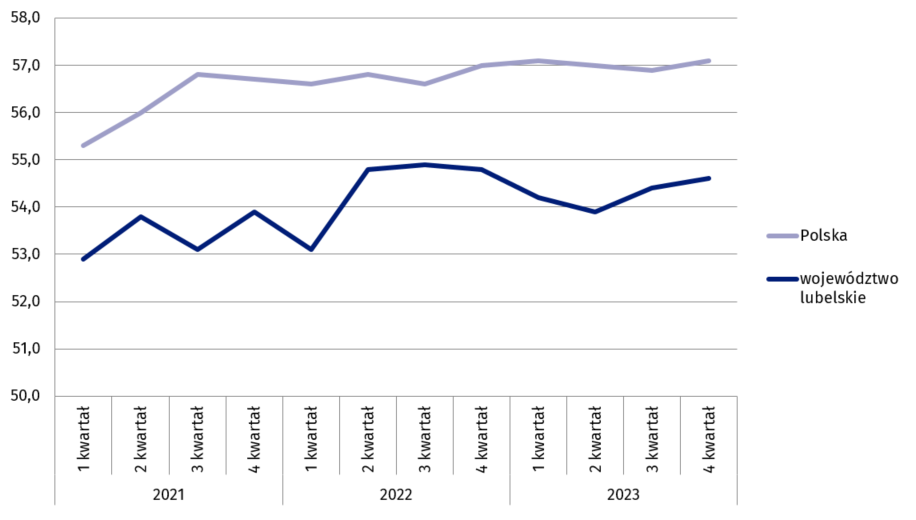 58,0
57,0
56,0
55,0
54,0
53,0
52,0
51,0
50,0
1 kwartał
2 kwartał
3 kwartał
4 kwartał
1 kwartał
2 kwartał
3 kwartał
4 kwartał
1 kwartał
2 kwartał
3 kwartał
4 kwartał
2021
2022
2023
Polska
województwo
lubelskie